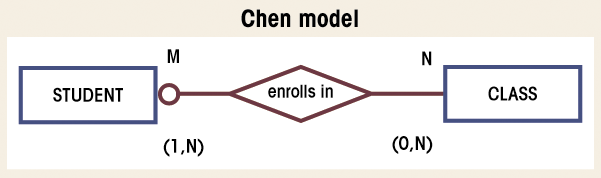 Chen model
M
N
STUDENT
enrolls in
CLASS
(1,N)
(0,N)